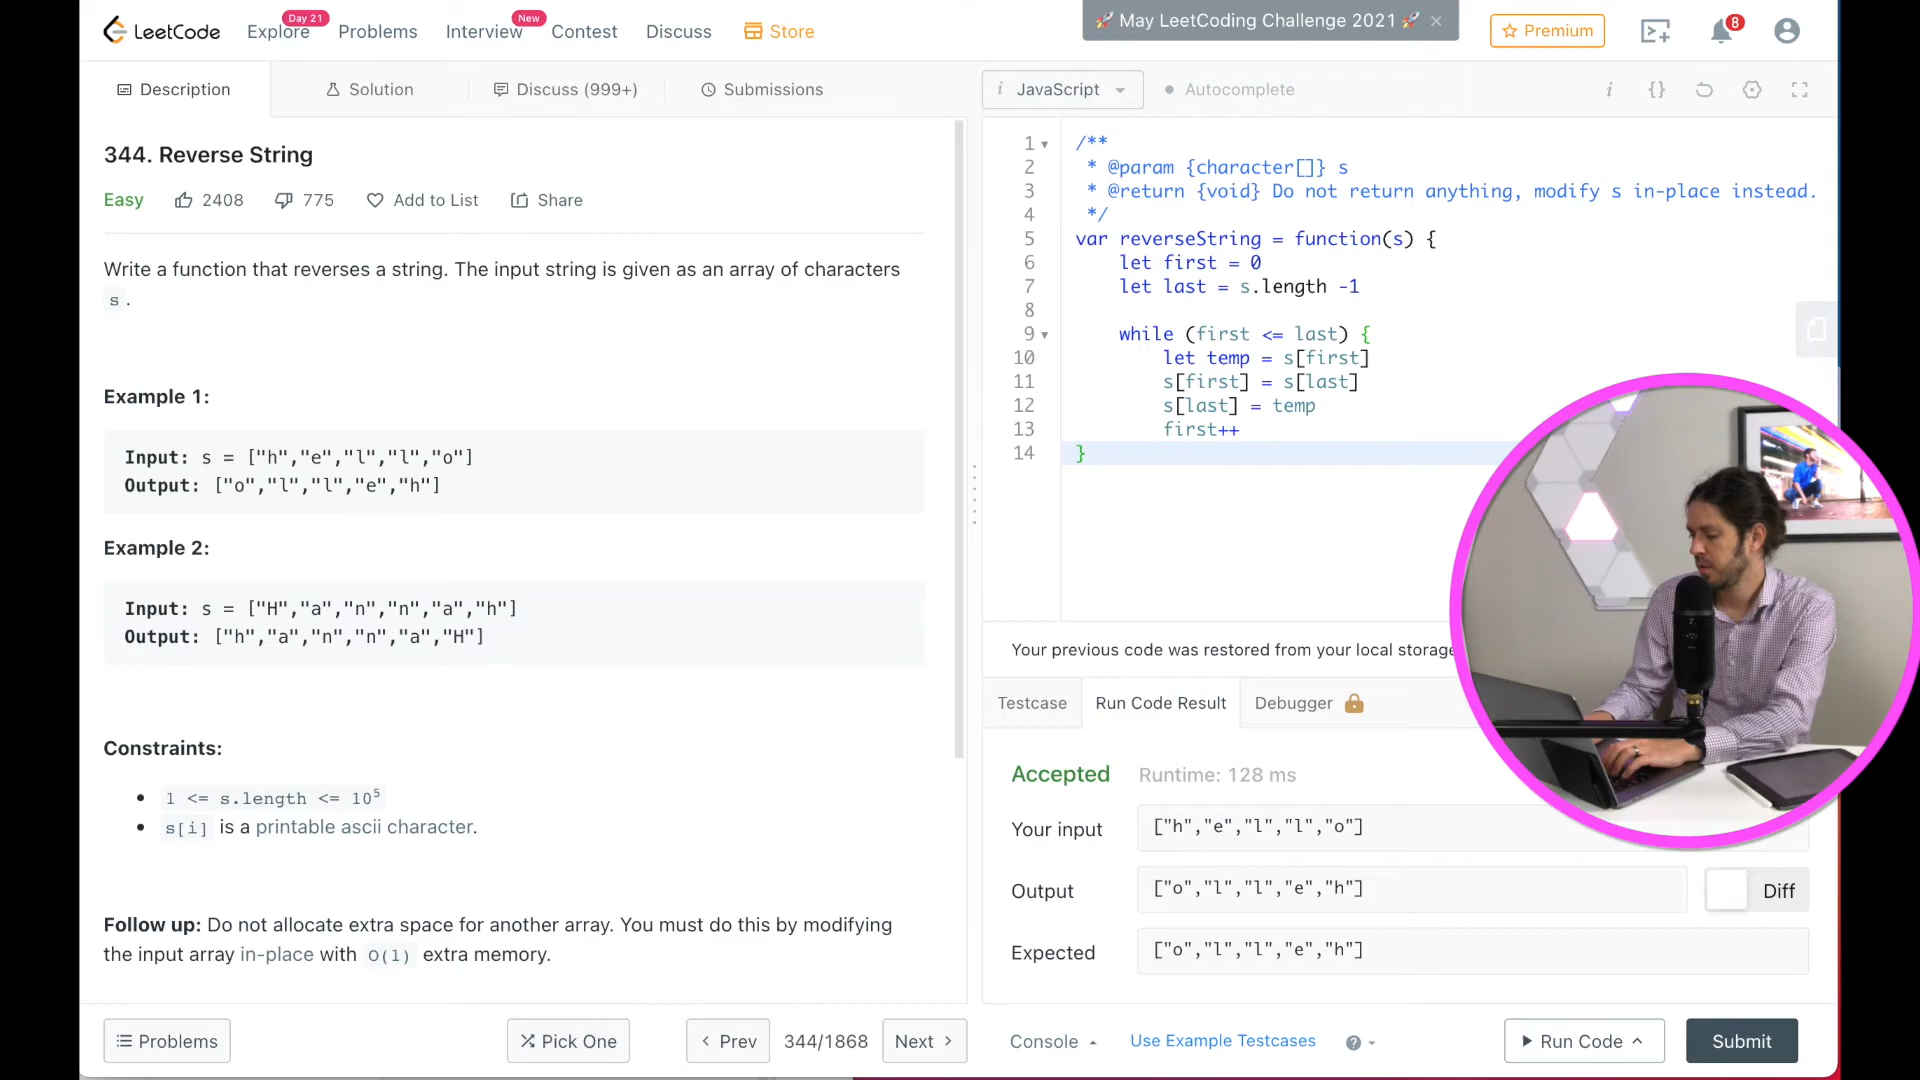 LeetCode
Explore
Day 21
Problems
Interview
New
Contest
Discuss
Store
🚀 May LeetCoding Challenge 2021 🚀 ×
Premium
8
Description
Solution
Discuss (999+)
Submissions
i JavaScript
Autocomplete
i {}
344. Reverse String
Easy 2408 775 Add to List Share
Write a function that reverses a string. The input string is given as an array of characters
s .
Example 1:
Input: s = ["h","e","l","l","o"]
Output: ["o","l","l","e","h"]
Example 2:
Input: s = ["H","a","n","n","a","h"]
Output: ["h","a","n","n","a","H"]
Constraints:
• 1 <= s.length <= 10⁵
• s[i] is a printable ascii character.
Follow up: Do not allocate extra space for another array. You must do this by modifying
the input array in-place with O(1) extra memory.
Problems
Pick One
< Prev
344/1868
Next >
1 /**
2 * @param {character[]} s
3 * @return {void} Do not return anything, modify s in-place instead.
4 */
5 var reverseString = function(s) {
6 let first = 0
7 let last = s.length -1
8
9 while (first <= last) {
10 let temp = s[first]
11 s[first] = s[last]
12 s[last] = temp
13 first++
14 }
Your previous code was restored from your local storage
Testcase
Run Code Result
Debugger
Accepted Runtime: 128 ms
Your input ["h","e","l","l","o"]
Output ["o","l","l","e","h"]
Diff
Expected ["o","l","l","e","h"]
Console
Use Example Testcases
?
Run Code
Submit